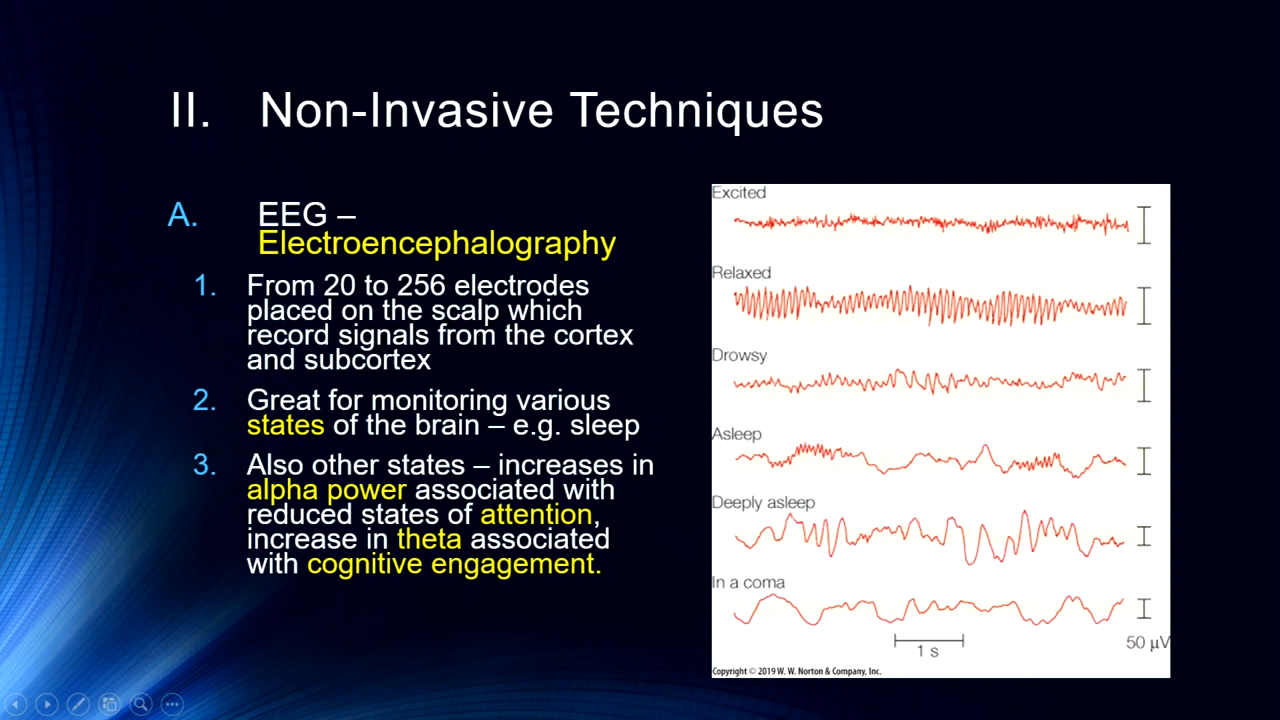 II. Non-Invasive Techniques
A. EEG –
Electroencephalography
1. From 20 to 256 electrodes
placed on the scalp which
record signals from the cortex
and subcortex
2. Great for monitoring various
states of the brain – e.g. sleep
3. Also other states – increases in
alpha power associated with
reduced states of attention,
increase in theta associated
with cognitive engagement.
Excited
Relaxed
Drowsy
Asleep
Deeply asleep
In a coma
1 s
50 µV
Copyright © 2019 W. W. Norton & Company, Inc.